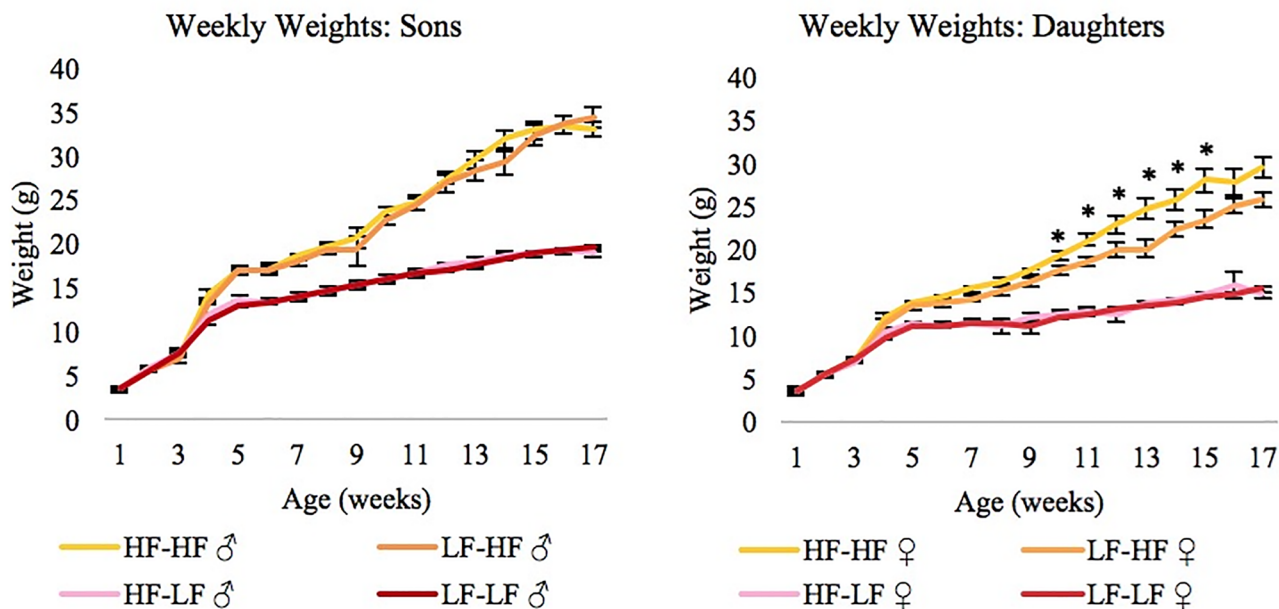 Weekly Weights: Sons
40
35
30
25
20
15
10
5
0
Weight (g)
1 3 5 7 9 11 13 15 17
Age (weeks)
HF-HF ♂ LF-HF ♂
HF-LF ♂ LF-LF ♂
Weekly Weights: Daughters
40
35
30
25
20
15
10
5
0
Weight (g)
* * * * * *
1 3 5 7 9 11 13 15 17
Age (weeks)
HF-HF ♀ LF-HF ♀
HF-LF ♀ LF-LF ♀